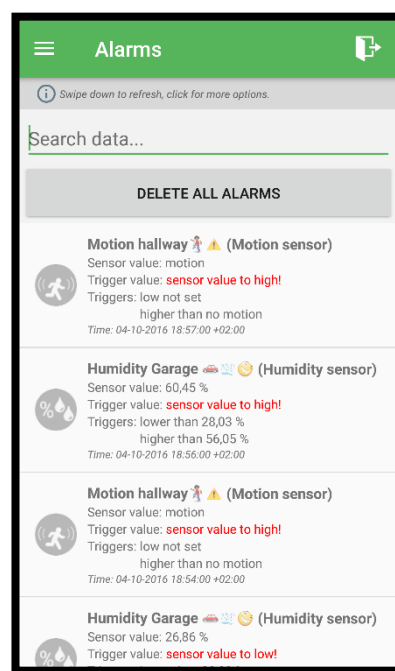 Alarms
Swipe down to refresh, click for more options.
Search data...
DELETE ALL ALARMS
Motion hallway (Motion sensor)
Sensor value: motion
Trigger value: sensor value to high!
Triggers: low not set
higher than no motion
Time: 04-10-2016 18:57:00 +02:00
Humidity Garage (Humidity sensor)
Sensor value: 60,45 %
Trigger value: sensor value to high!
Triggers: lower than 28,03 %
higher than 56,05 %
Time: 04-10-2016 18:56:00 +02:00
Motion hallway (Motion sensor)
Sensor value: motion
Trigger value: sensor value to high!
Triggers: low not set
higher than no motion
Time: 04-10-2016 18:54:00 +02:00
Humidity Garage (Humidity sensor)
Sensor value: 26,86 %
Trigger value: sensor value to low!